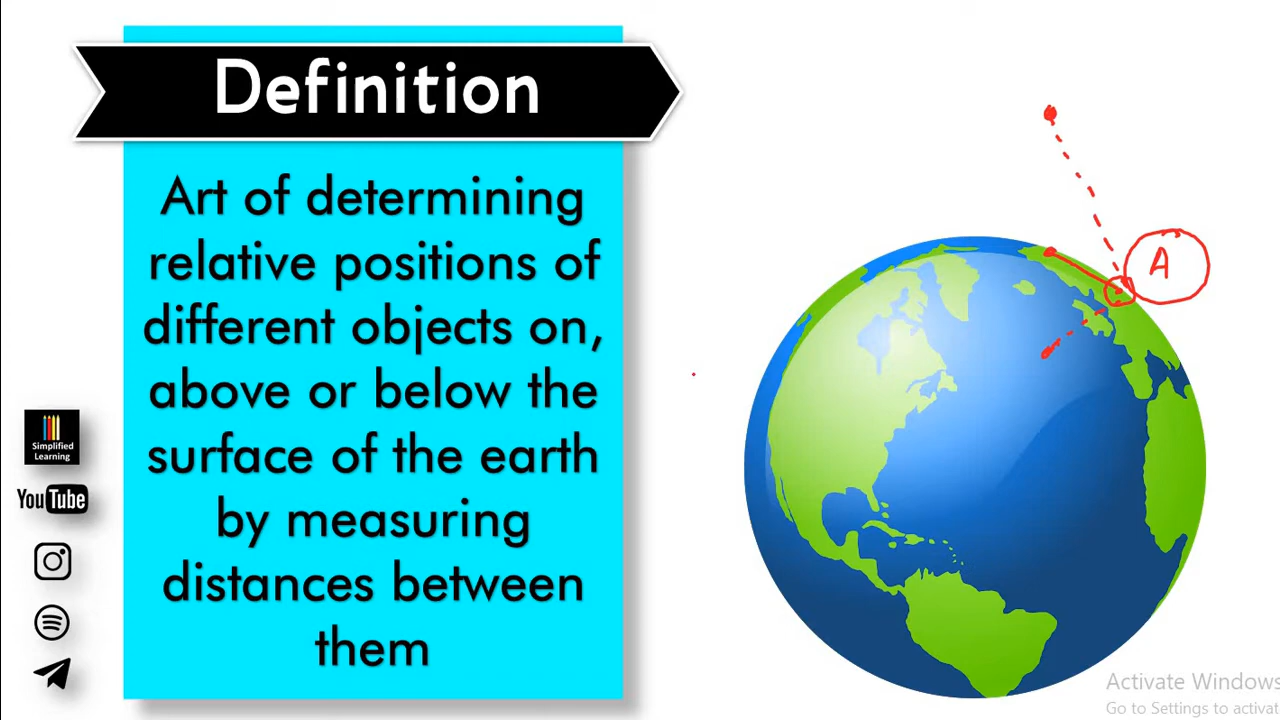 Definition
Art of determining
relative positions of
different objects on,
above or below the
surface of the earth
by measuring
distances between
them
A
Simplified
Learning
YouTube
Activate Windows
Go to Settings to activat